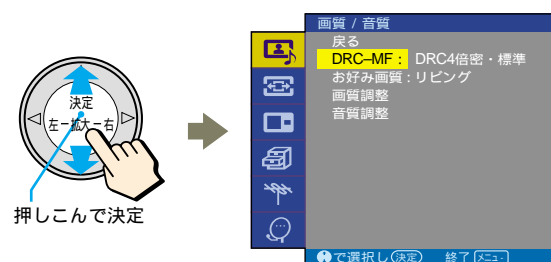 決定
左ー拡大ー右
押しこんで決定
画質 / 音質
戻る
DRC–MF : DRC4倍密・標準
お好み画質 : リビング
画質調整
音質調整
で選択し 決定 終了 メニュー